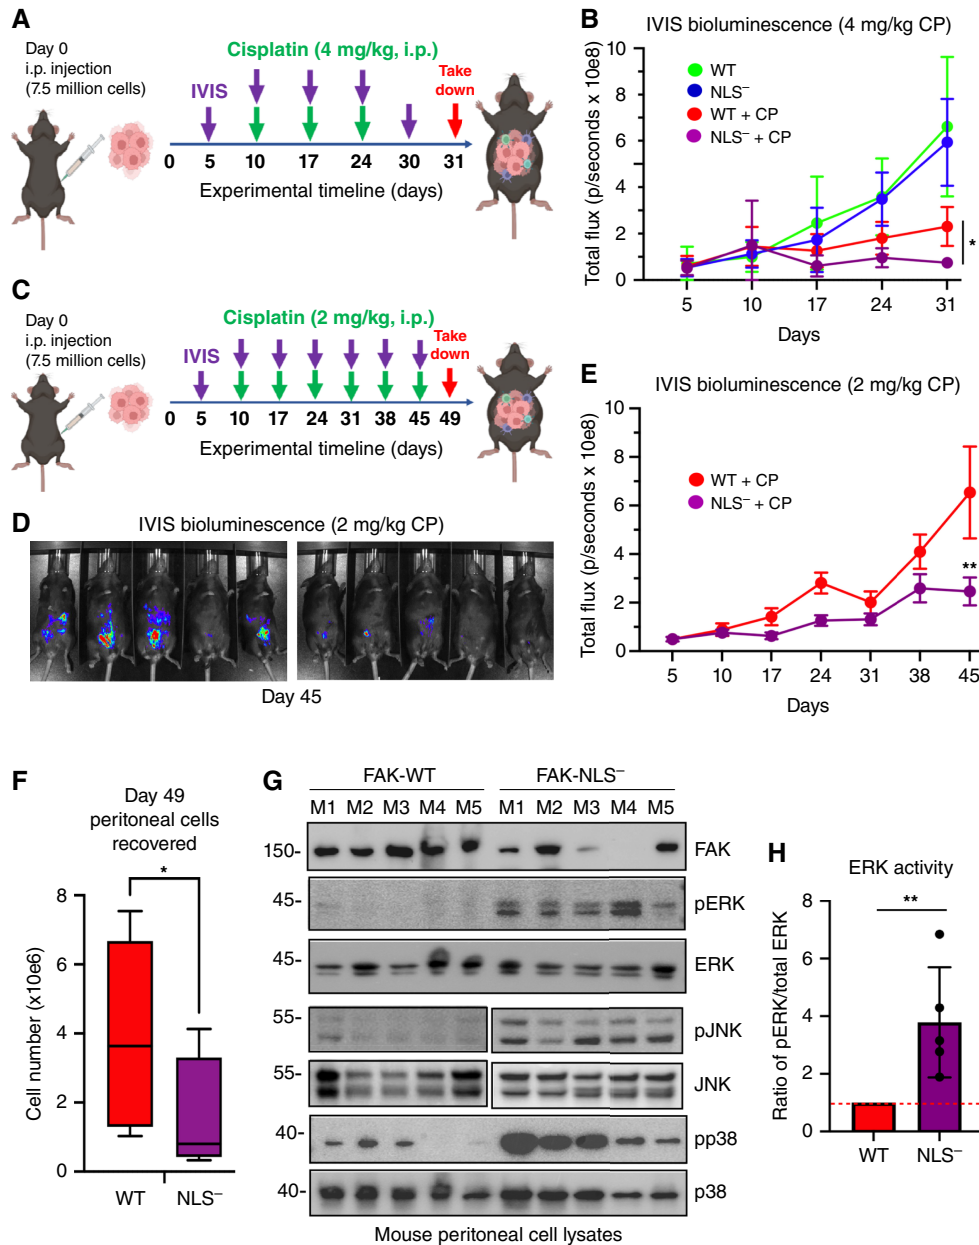 A
Day 0
i.p. injection
(7.5 million cells)
Cisplatin (4 mg/kg, i.p.)
IVIS
Take
down
0 5 10 17 24 30 31
Experimental timeline (days)
B
IVIS bioluminescence (4 mg/kg CP)
Total flux (p/seconds x 10e8)
10
8
6
4
2
0
WT
NLS⁻
WT + CP
NLS⁻ + CP
*
5 10 17 24 31
Days
C
Day 0
i.p. injection
(7.5 million cells)
Cisplatin (2 mg/kg, i.p.)
IVIS
Take
down
0 5 10 17 24 31 38 45 49
Experimental timeline (days)
D
IVIS bioluminescence (2 mg/kg CP)
Day 45
E
IVIS bioluminescence (2 mg/kg CP)
Total flux (p/seconds x 10e8)
10
8
6
4
2
0
WT + CP
NLS⁻ + CP
**
5 10 17 24 31 38 45
Days
F
Day 49
peritoneal cells
recovered
*
Cell number (x10e6)
8
6
4
2
0
WT NLS⁻
G
FAK-WT FAK-NLS⁻
M1 M2 M3 M4 M5 M1 M2 M3 M4 M5
150- FAK
45- pERK
45- ERK
55- pJNK
55- JNK
40- pp38
40- p38
Mouse peritoneal cell lysates
H
ERK activity
**
Ratio of pERK/total ERK
8
6
4
2
0
WT NLS⁻